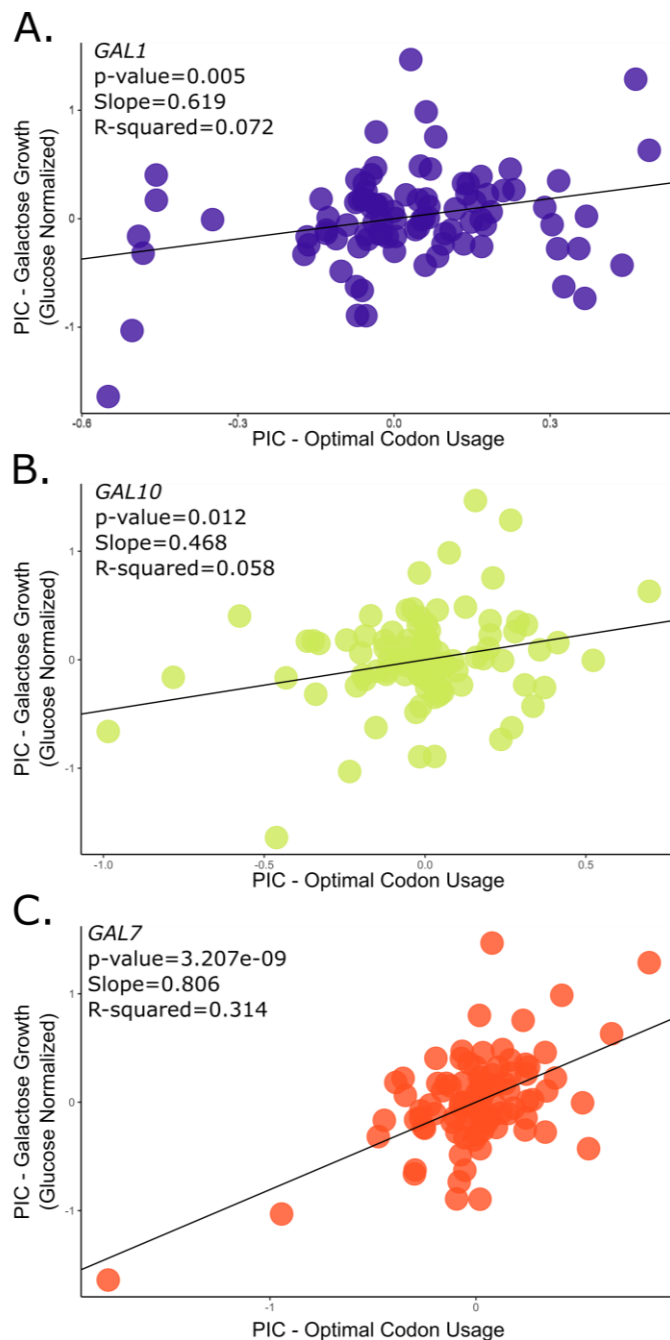 A.
GAL1
p-value=0.005
Slope=0.619
R-squared=0.072
PIC - Galactose Growth
(Glucose Normalized)
1
0
-1
-0.6
-0.3
0.0
0.3
PIC - Optimal Codon Usage
B.
GAL10
p-value=0.012
Slope=0.468
R-squared=0.058
PIC - Galactose Growth
(Glucose Normalized)
1
0
-1
-1.0
-0.5
0.0
0.5
PIC - Optimal Codon Usage
C.
GAL7
p-value=3.207e-09
Slope=0.806
R-squared=0.314
PIC - Galactose Growth
(Glucose Normalized)
1
0
-1
-1
0
PIC - Optimal Codon Usage